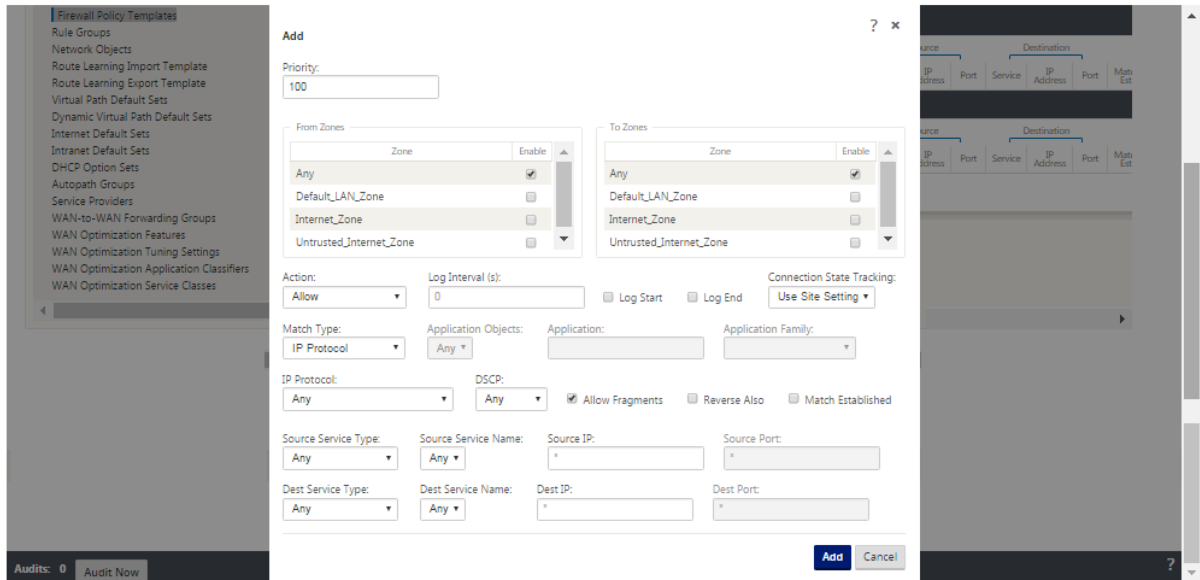 Firewall Policy Templates
Rule Groups
Network Objects
Route Learning Import Template
Route Learning Export Template
Virtual Path Default Sets
Dynamic Virtual Path Default Sets
Internet Default Sets
Intranet Default Sets
DHCP Option Sets
Autopath Groups
Service Providers
WAN-to-WAN Forwarding Groups
WAN Optimization Features
WAN Optimization Tuning Settings
WAN Optimization Application Classifiers
WAN Optimization Service Classes
Add ? ×
Priority:
100
From Zones
Zone Enable
Any
Default_LAN_Zone
Internet_Zone
Untrusted_Internet_Zone
To Zones
Zone Enable
Any
Default_LAN_Zone
Internet_Zone
Untrusted_Internet_Zone
Action: Log Interval (s): Connection State Tracking:
Allow 0 Log Start Log End Use Site Setting
Match Type: Application Objects: Application: Application Family:
IP Protocol Any
IP Protocol: DSCP:
Any Any Allow Fragments Reverse Also Match Established
Source Service Type: Source Service Name: Source IP: Source Port:
Any Any * *
Dest Service Type: Dest Service Name: Dest IP: Dest Port:
Any Any * *
Add Cancel
Destination
Port Service IP Address Port
Destination
Port Service IP Address Port
Audits: 0 Audit Now ?